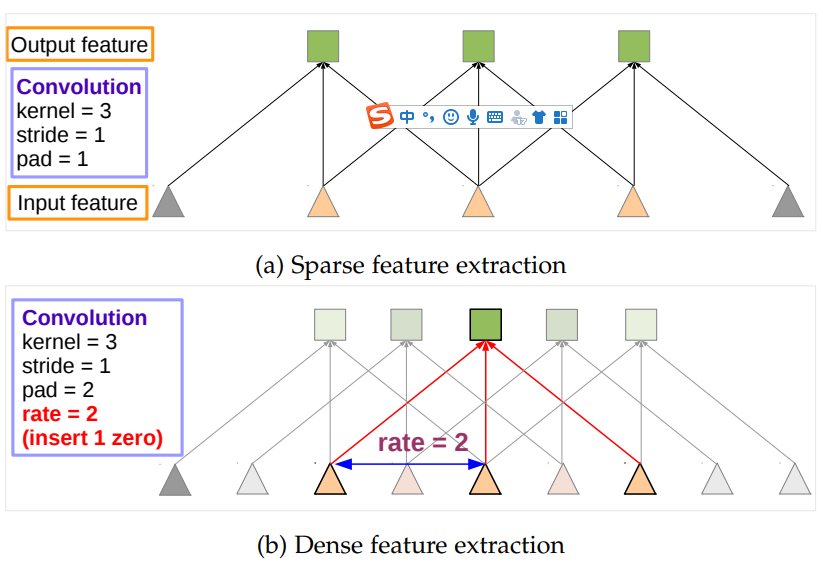 Output feature
Convolution
kernel = 3
stride = 1
pad = 1
S中°,
Input feature
(a) Sparse feature extraction
Convolution
kernel = 3
stride = 1
pad = 2
rate = 2
(insert 1 zero)
rate = 2
(b) Dense feature extraction